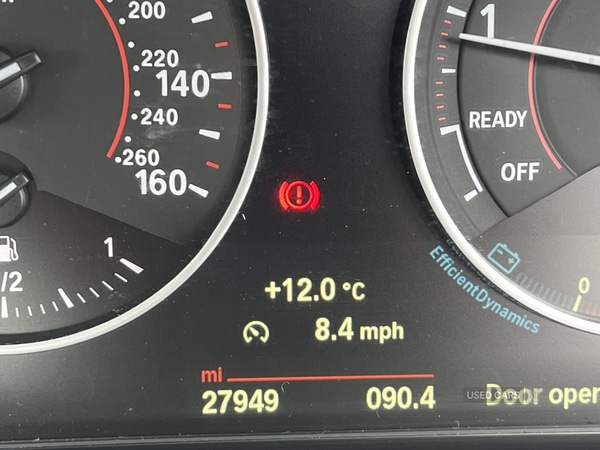 200
220
140
240
260
160
1/2
1
1
READY
OFF
+12.0 °C
8.4 mph
EfficientDynamics
0
mi
27949 090.4
Door open
USED CARS